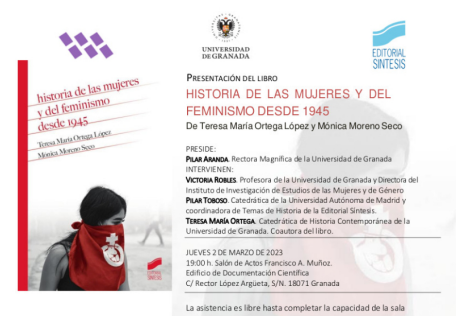 UNIVERSIDAD
DE GRANADA
EDITORIAL
SINTESIS
PRESENTACIÓN DEL LIBRO
HISTORIA DE LAS MUJERES Y DEL
FEMINISMO DESDE 1945
De Teresa María Ortega López y Mónica Moreno Seco
historia de las mujeres
y del feminismo
desde 1945
Teresa María Ortega López
Mónica Moreno Seco
PRESIDE:
PILAR ARANDA. Rectora Magnífica de la Universidad de Granada
INTERVIENEN:
VICTORIA ROBLES. Profesora de la Universidad de Granada y Directora del
Instituto de Investigación de Estudios de las Mujeres y de Género
PILAR TOBOSO. Catedrática de la Universidad Autónoma de Madrid y
coordinadora de Temas de Historia de la Editorial Síntesis.
TERESA MARÍA ORTEGA. Catedrática de Historia Contemporánea de la
Universidad de Granada. Coautora del libro.
JUEVES 2 DE MARZO DE 2023
19:00 h. Salón de Actos Francisco A. Muñoz.
Edificio de Documentación Científica
C/ Rector López Argüeta, S/N. 18071 Granada
La asistencia es libre hasta completar la capacidad de la sala